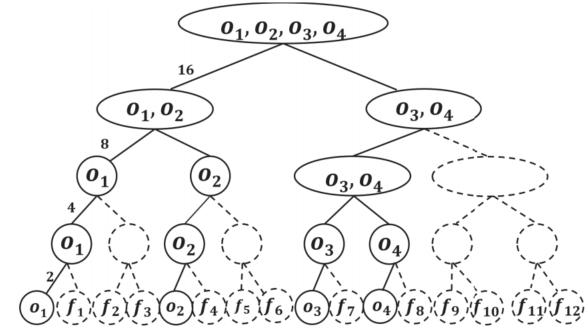 o₁, o₂, o₃, o₄
16
o₁, o₂ o₃, o₄
8
o₁ o₂ o₃, o₄
4
o₁ o₂ o₃ o₄
2
o₁ f₁ f₂ f₃ o₂ f₄ f₅ f₆ o₃ f₇ o₄ f₈ f₉ f₁₀ f₁₁ f₁₂